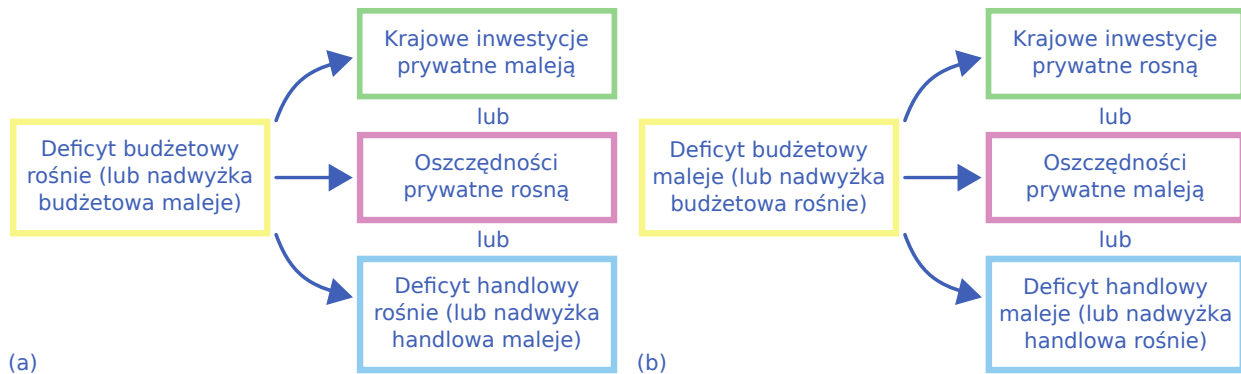 Deficyt budżetowy
rośnie (lub nadwyżka
budżetowa maleje)
Krajowe inwestycje
prywatne maleją
lub
Oszczędności
prywatne rosną
lub
Deficyt handlowy
rośnie (lub nadwyżka
handlowa maleje)
(a)
Deficyt budżetowy
maleje (lub nadwyżka
budżetowa rośnie)
Krajowe inwestycje
prywatne rosną
lub
Oszczędności
prywatne maleją
lub
Deficyt handlowy
maleje (lub nadwyżka
handlowa rośnie)
(b)